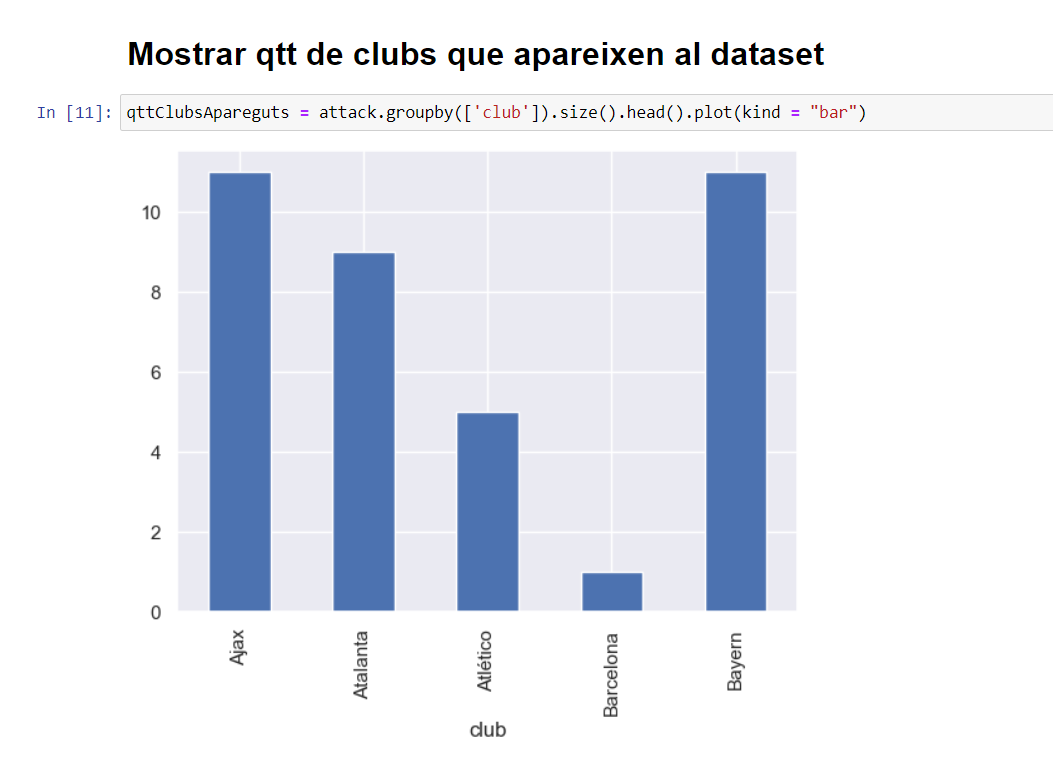 Mostrar qtt de clubs que apareixen al dataset
In [11]: qttClubsApareguts = attack.groupby(['club']).size().head().plot(kind = "bar")
10
8
6
4
2
0
Ajax
Atalanta
Atlético
Barcelona
Bayern
club